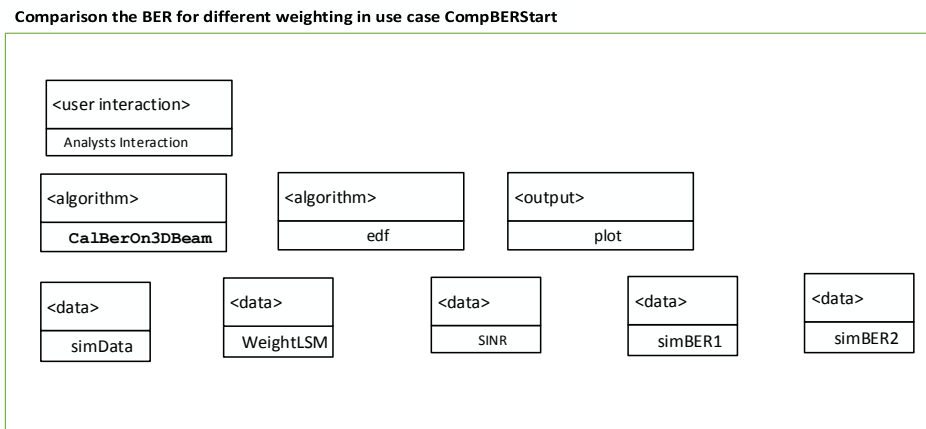 Comparison the BER for different weighting in use case CompBERStart
<user interaction>
Analysts Interaction
<algorithm>
CalBerOn3DBeam
<algorithm>
edf
<output>
plot
<data>
simData
<data>
WeightLSM
<data>
SINR
<data>
simBER1
<data>
simBER2